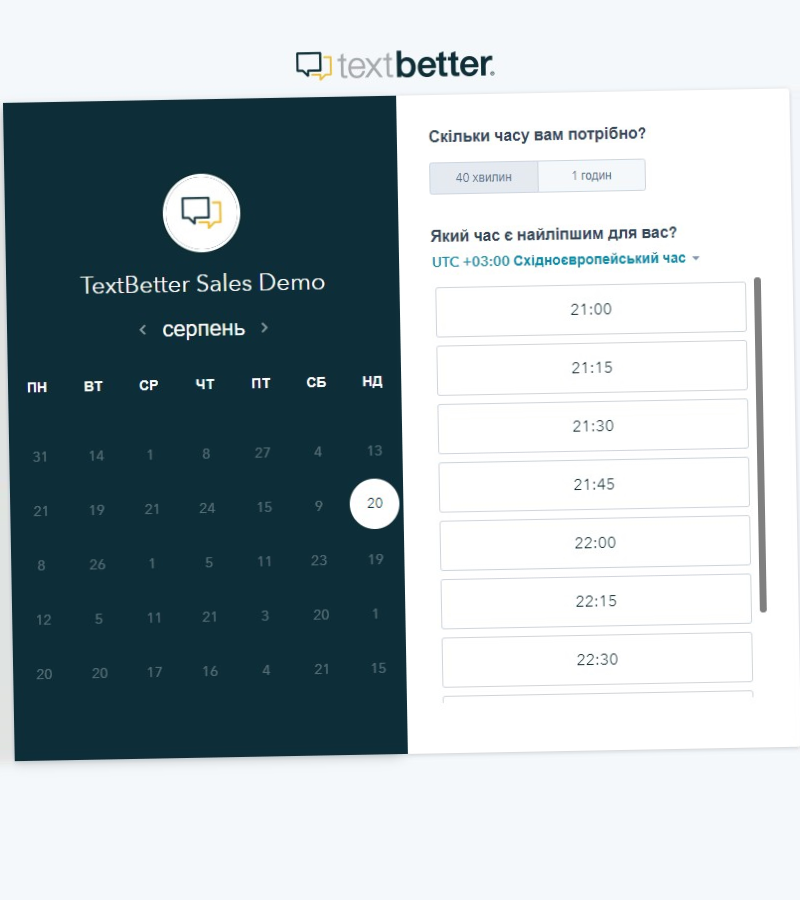 textbetter
TextBetter Sales Demo
серпень
ПН ВТ СР ЧТ ПТ СБ НД
31 14 1 8 27 4 13
21 19 21 24 15 9 20
8 26 1 5 11 23 19
12 5 11 21 3 20 1
20 20 17 16 4 21 15
Скільки часу вам потрібно?
40 хвилин 1 годин
Який час є найліпшим для вас?
UTC +03:00 Східноєвропейський час
21:00
21:15
21:30
21:45
22:00
22:15
22:30